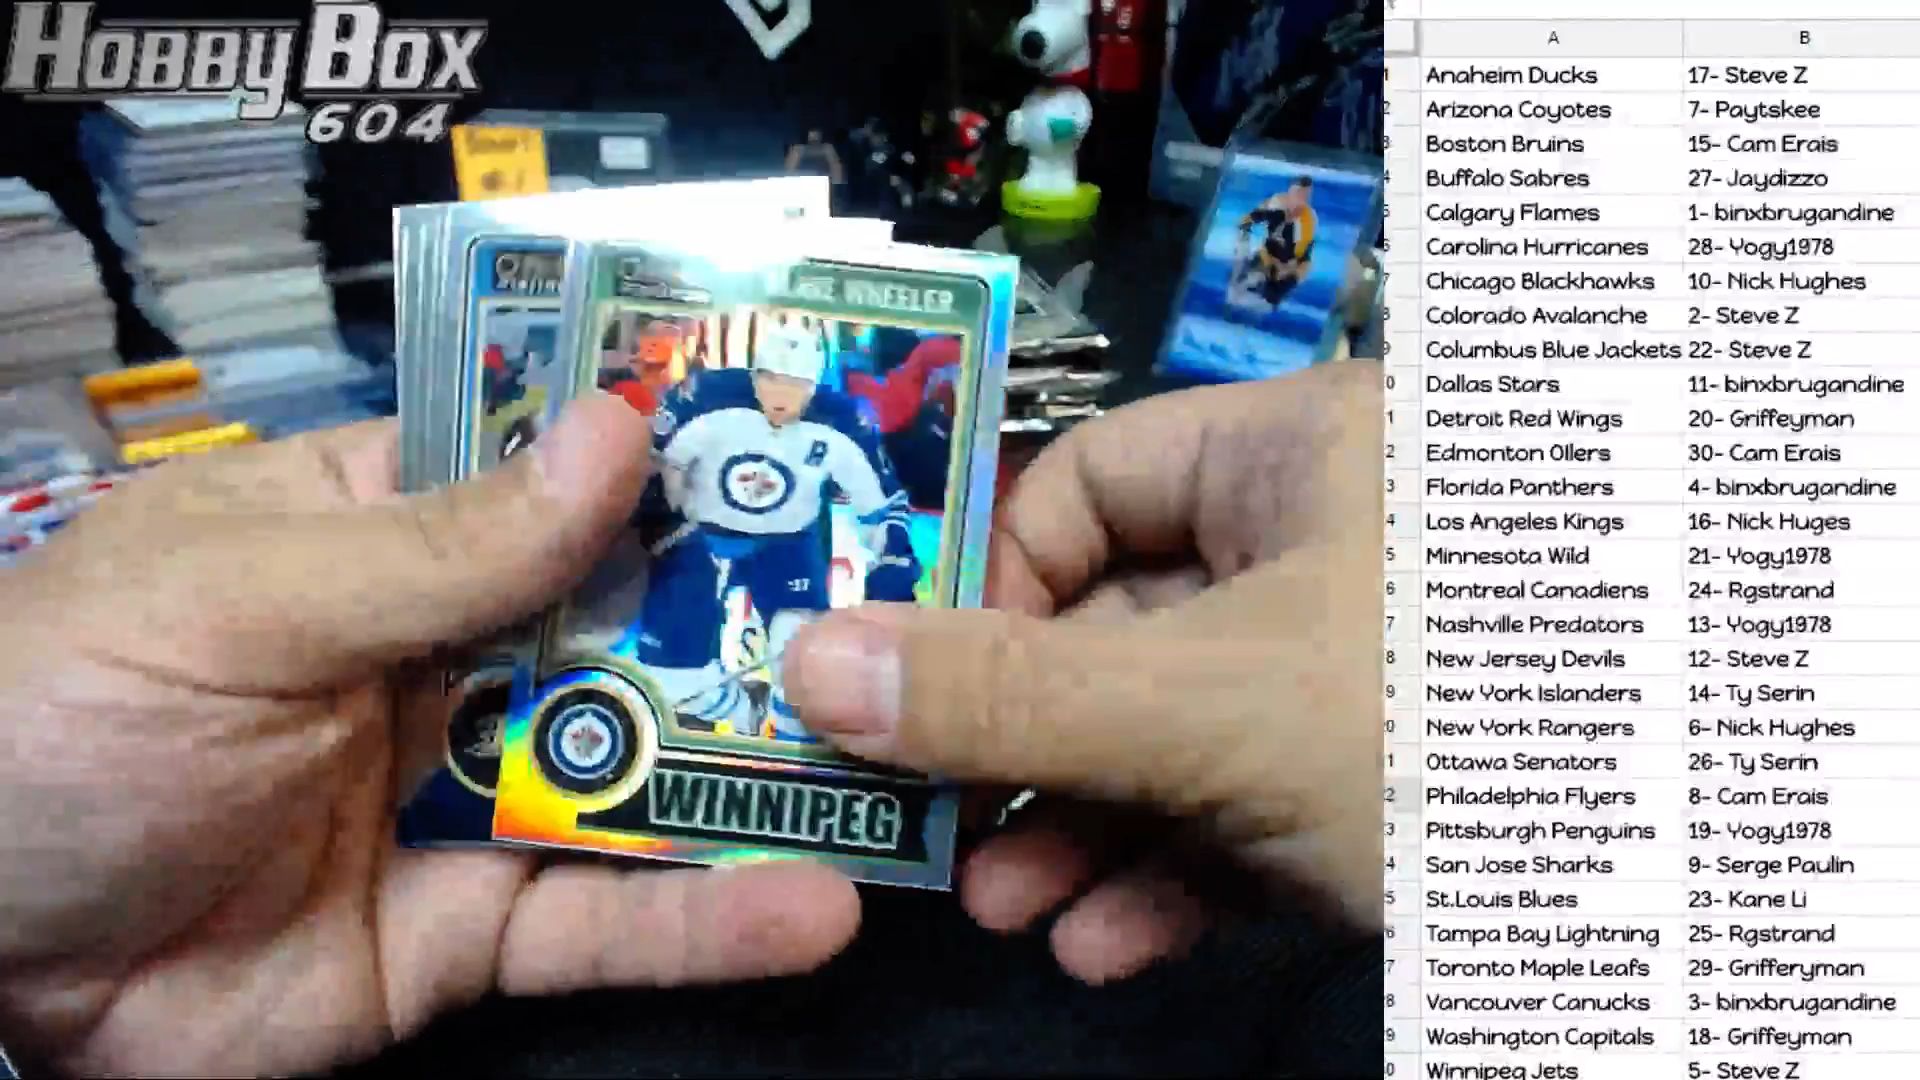 HOBBY BOX
604
WHEELER
WINNIPEG
A B
Anaheim Ducks 17- Steve Z
Arizona Coyotes 7- Paytskee
Boston Bruins 15- Cam Erais
Buffalo Sabres 27- Jaydizzo
Calgary Flames 1- binxbrugandine
Carolina Hurricanes 28- Yogy1978
Chicago Blackhawks 10- Nick Hughes
Colorado Avalanche 2- Steve Z
Columbus Blue Jackets 22- Steve Z
Dallas Stars 11- binxbrugandine
Detroit Red Wings 20- Griffeyman
Edmonton Ollers 30- Cam Erais
Florida Panthers 4- binxbrugandine
Los Angeles Kings 16- Nick Huges
Minnesota Wild 21- Yogy1978
Montreal Canadiens 24- Rgstrand
Nashville Predators 13- Yogy1978
New Jersey Devils 12- Steve Z
New York Islanders 14- Ty Serin
New York Rangers 6- Nick Hughes
Ottawa Senators 26- Ty Serin
Philadelphia Flyers 8- Cam Erais
Pittsburgh Penguins 19- Yogy1978
San Jose Sharks 9- Serge Paulin
St.Louis Blues 23- Kane Li
Tampa Bay Lightning 25- Rgstrand
Toronto Maple Leafs 29- Grifferyman
Vancouver Canucks 3- binxbrugandine
Washington Capitals 18- Griffeyman
Winnipeg Jets 5- Steve Z